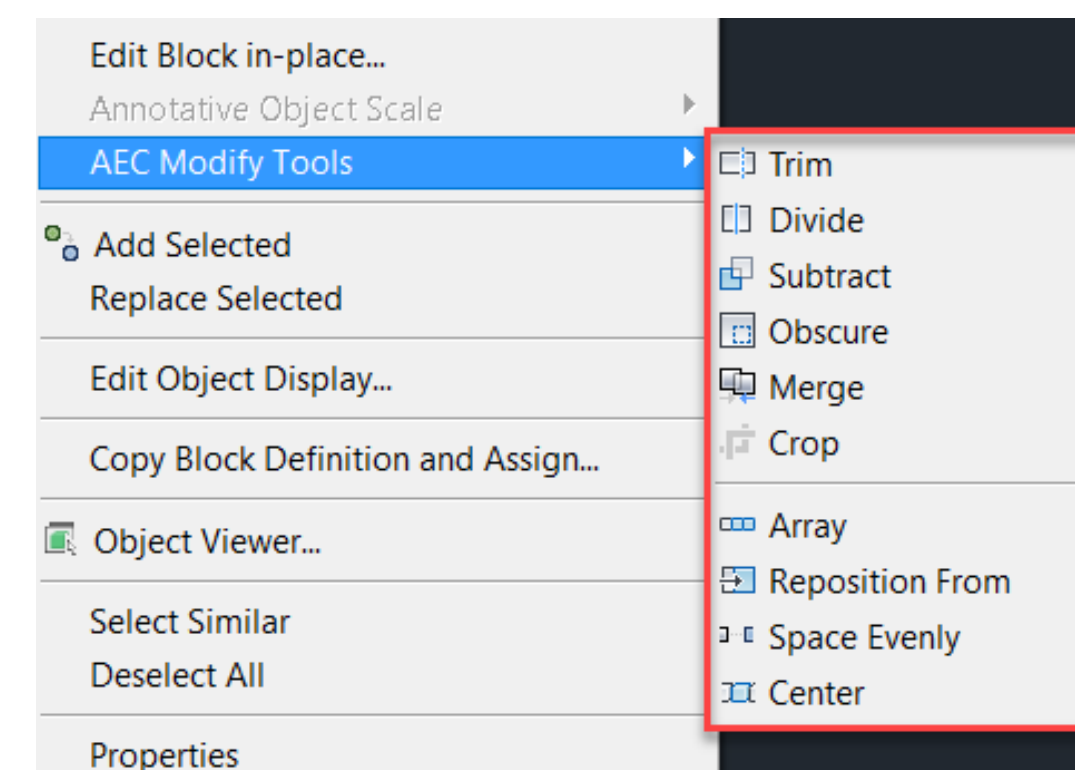 Edit Block in-place...
Annotative Object Scale
AEC Modify Tools
Add Selected
Replace Selected
Edit Object Display...
Copy Block Definition and Assign...
Object Viewer...
Select Similar
Deselect All
Properties
Trim
Divide
Subtract
Obscure
Merge
Crop
Array
Reposition From
Space Evenly
Center